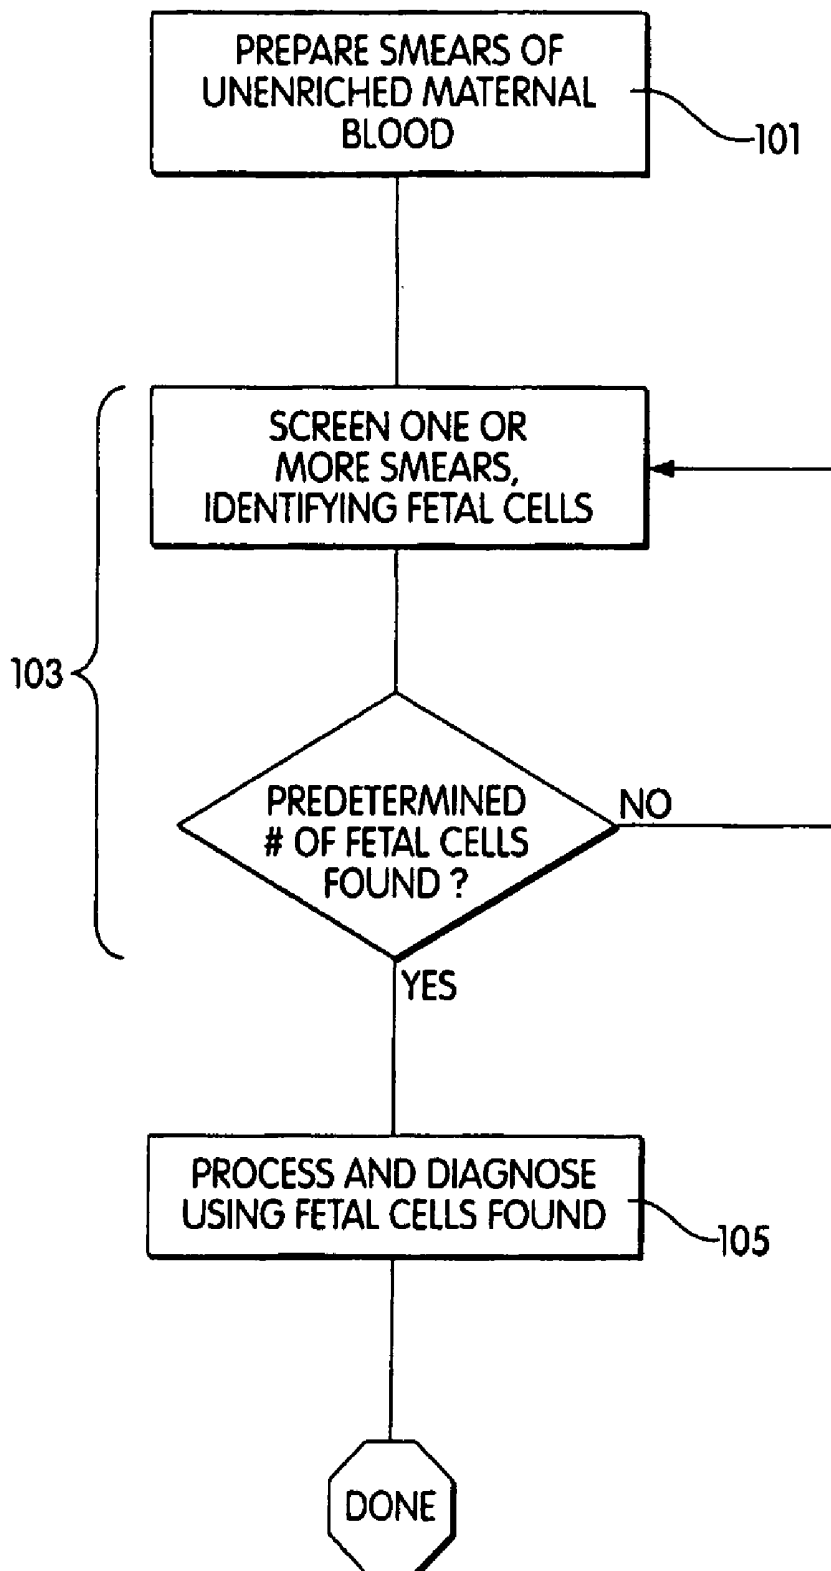 PREPARE SMEARS OF
UNENRICHED MATERNAL
BLOOD
101
SCREEN ONE OR
MORE SMEARS,
IDENTIFYING FETAL CELLS
103
PREDETERMINED
# OF FETAL CELLS
FOUND ?
NO
YES
PROCESS AND DIAGNOSE
USING FETAL CELLS FOUND
105
DONE